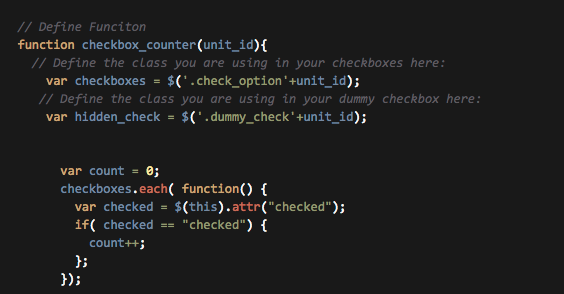 // Define Funciton
function checkbox_counter(unit_id){
// Define the class you are using in your checkboxes here:
var checkboxes = $('.check_option'+unit_id);
// Define the class you are using in your dummy checkbox here:
var hidden_check = $('.dummy_check'+unit_id);
var count = 0;
checkboxes.each( function() {
var checked = $(this).attr("checked");
if( checked == "checked") {
count++;
};
});